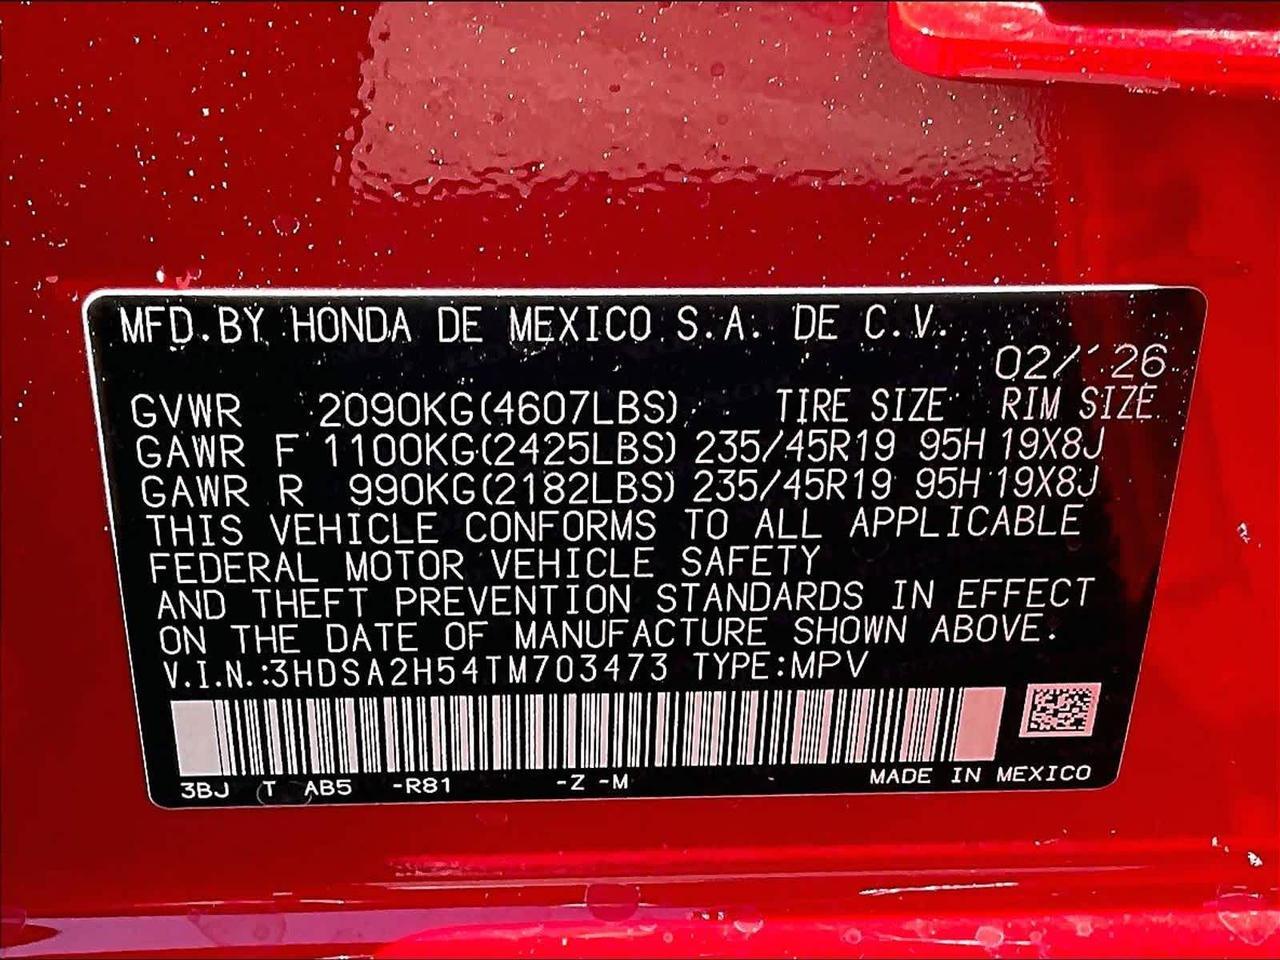 MFD.BY HONDA DE MEXICO S.A. DE C.V.
02/'26
GVWR 2090KG(4607LBS) TIRE SIZE RIM SIZE
GAWR F 1100KG(2425LBS) 235/45R19 95H 19X8J
GAWR R 990KG(2182LBS) 235/45R19 95H 19X8J
THIS VEHICLE CONFORMS TO ALL APPLICABLE
FEDERAL MOTOR VEHICLE SAFETY
AND THEFT PREVENTION STANDARDS IN EFFECT
ON THE DATE OF MANUFACTURE SHOWN ABOVE.
V.I.N.:3HDSA2H54TM703473 TYPE:MPV
3BJ T AB5 -R81 -Z -M MADE IN MEXICO